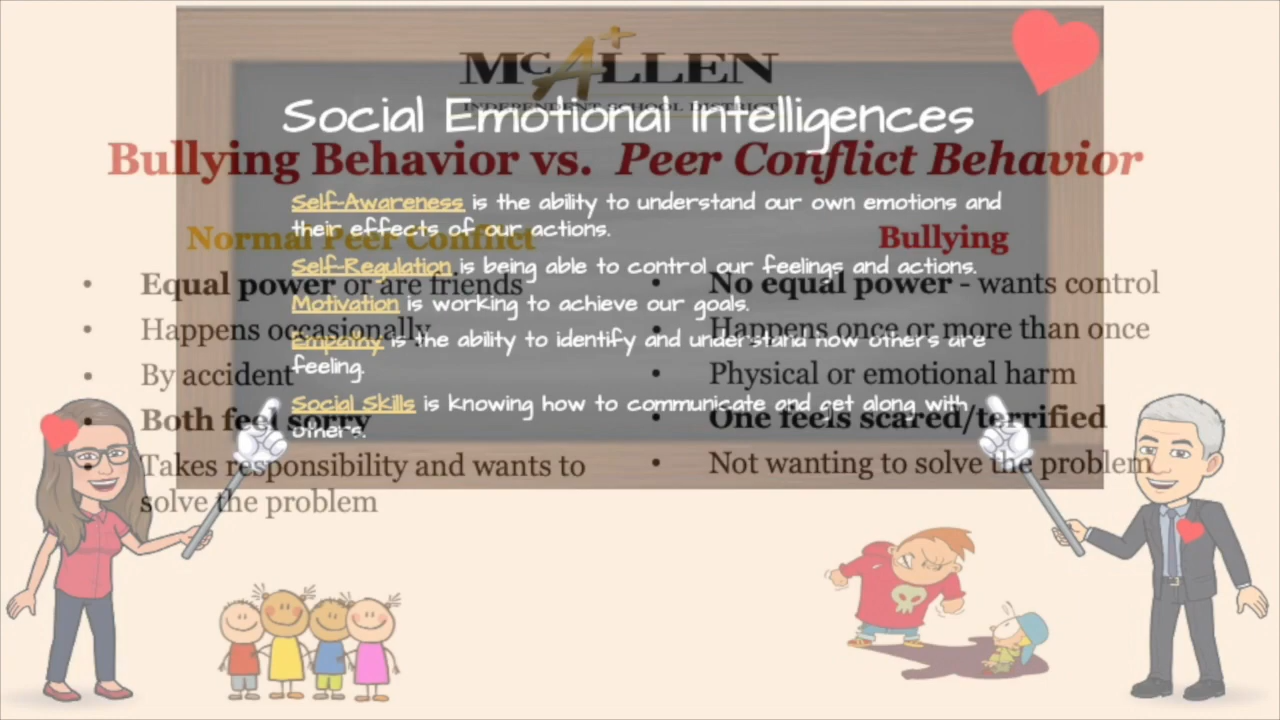 McALLEN
INDEPENDENT SCHOOL DISTRICT
Social Emotional Intelligences
Bullying Behavior vs. Peer Conflict Behavior
Self-Awareness is the ability to understand our own emotions and
their effects of our actions.
Self-Regulation is being able to control our feelings and actions.
Motivation is working to achieve our goals.
Empathy is the ability to identify and understand how other's are
feeling.
Social Skills is knowing how to communicate and get along with
other's.
Normal Peer Conflict
• Equal power or are friends
• Happens occasionally
• By accident
• Both feel sorry
• Takes responsibility and wants to
solve the problem
Bullying
• No equal power - wants control
• Happens once or more than once
• Physical or emotional harm
• One feels scared/terrified
• Not wanting to solve the problem